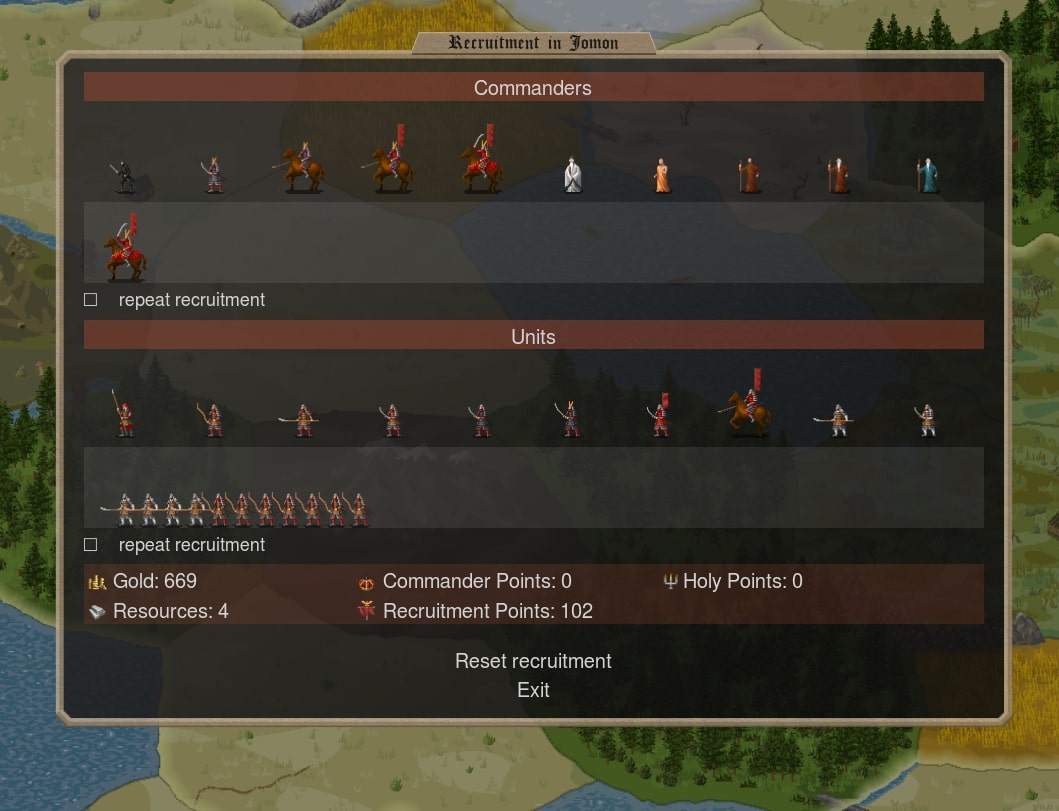 Recruitment in Jomon
Commanders
repeat recruitment
Units
repeat recruitment
Gold: 669 Commander Points: 0 Holy Points: 0
Resources: 4 Recruitment Points: 102
Reset recruitment
Exit